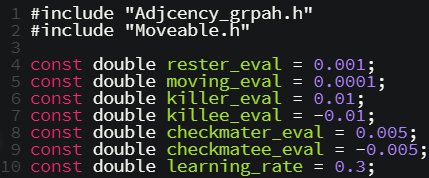 1 #include "Adjcency_grpah.h"
2 #include "Moveable.h"
3
4 const double rester_eval = 0.001;
5 const double moving_eval = 0.0001;
6 const double killer_eval = 0.01;
7 const double killee_eval = -0.01;
8 const double checkmater_eval = 0.005;
9 const double checkmatee_eval = -0.005;
10 const double learning_rate = 0.3;